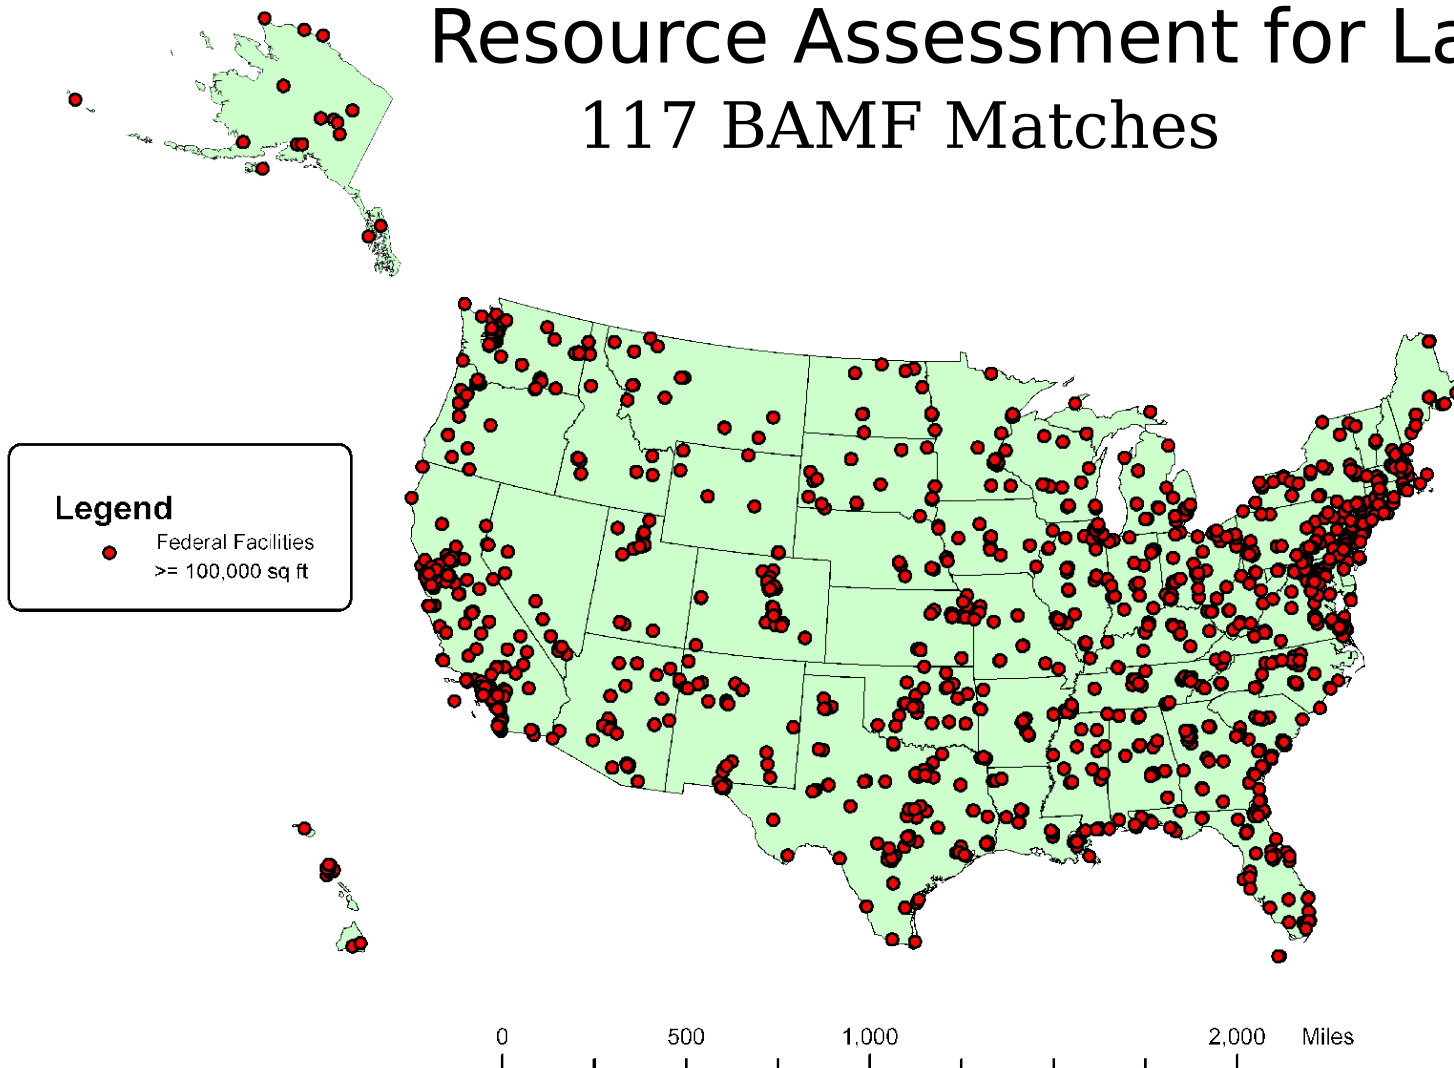 Resource Assessment for La
117 BAMF Matches
Legend
Federal Facilities
>= 100,000 sq ft
0 500 1,000 2,000 Miles